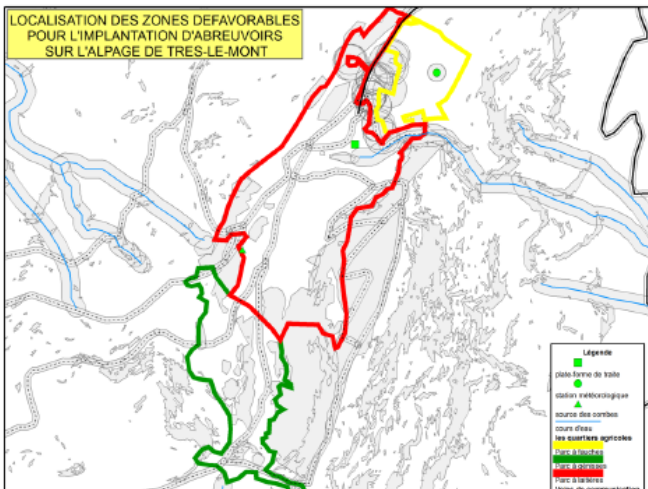 LOCALISATION DES ZONES DEFAVORABLES
POUR L'IMPLANTATION D'ABREUVOIRS
SUR L'ALPAGE DE TRES-LE-MONT
Légende
plate-forme de traite
station météorologique
source des combes
cours d'eau
les quartiers agricoles
Parc à fauches
Parc à génisses
Parc à laitières